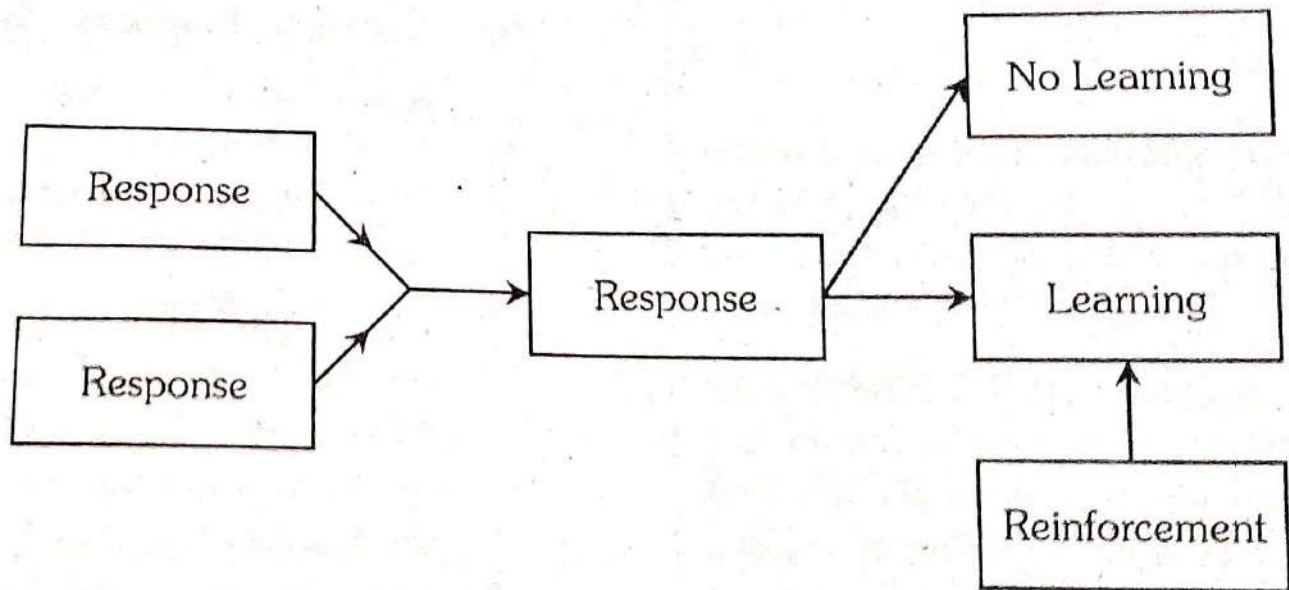 No Learning
Response
Response
Learning
Response
Reinforcement